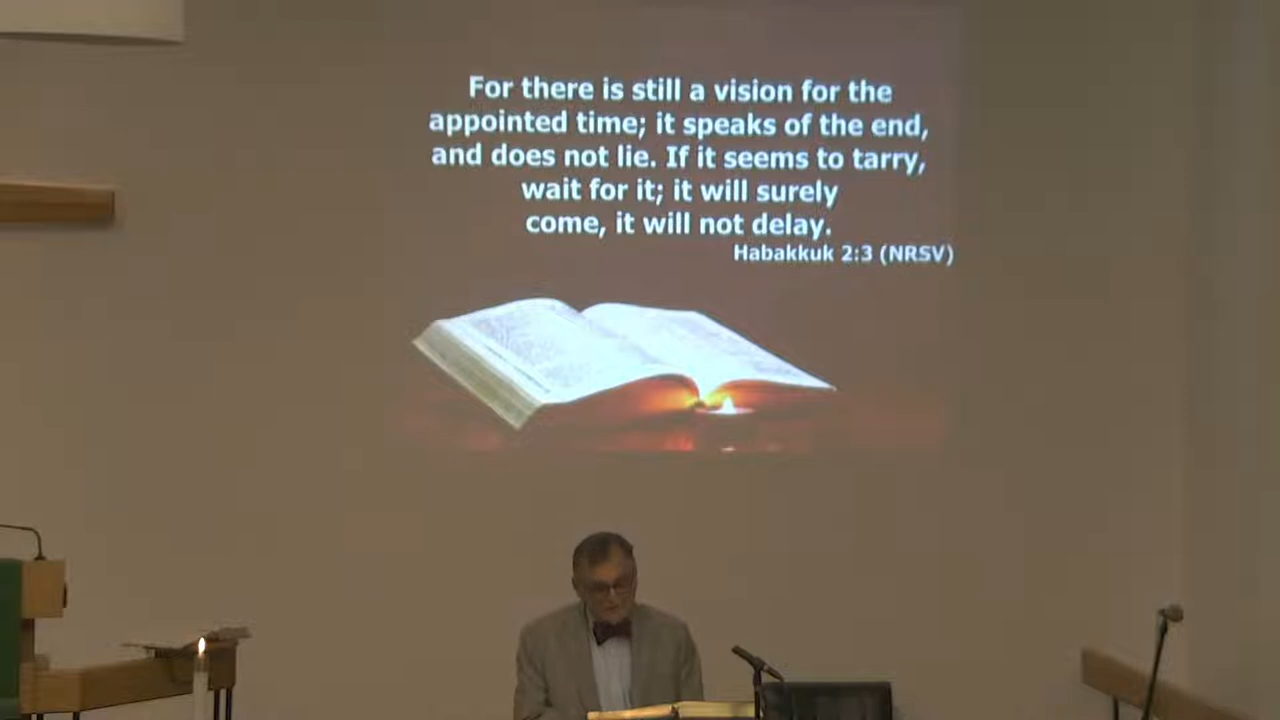 For there is still a vision for the
appointed time; it speaks of the end,
and does not lie. If it seems to tarry,
wait for it; it will surely
come, it will not delay.
Habakkuk 2:3 (NRSV)